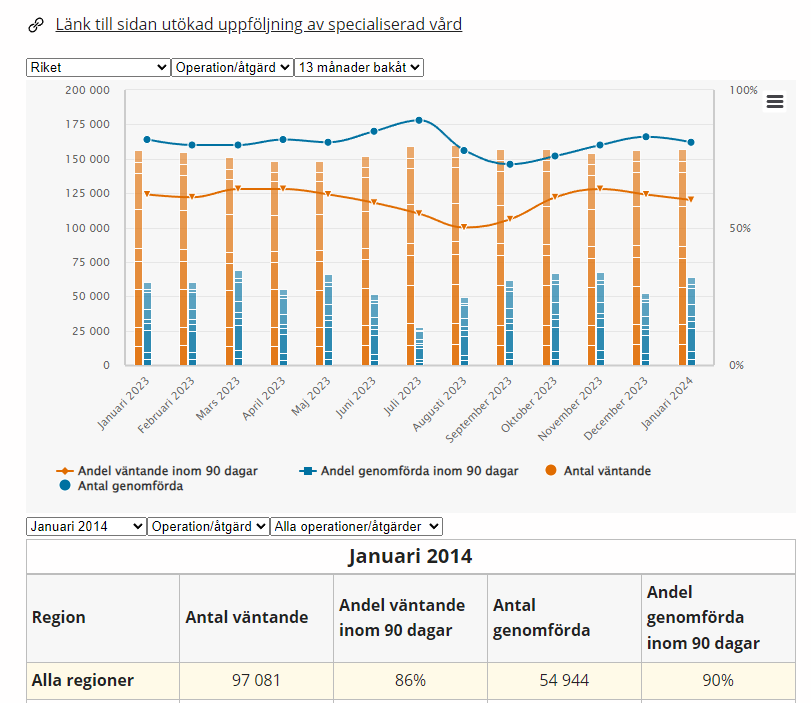 Länk till sidan utökad uppföljning av specialiserad vård
Riket Operation/åtgärd 13 månader bakåt
200 000 100%
175 000
150 000
125 000
100 000 50%
75 000
50 000
25 000
0 0%
Januari 2023 Februari 2023 Mars 2023 April 2023 Maj 2023 Juni 2023 Juli 2023 Augusti 2023 September 2023 Oktober 2023 November 2023 December 2023 Januari 2024
Andel väntande inom 90 dagar Andel genomförda inom 90 dagar Antal väntande
Antal genomförda
Januari 2014 Operation/åtgärd Alla operationer/åtgärder
Januari 2014
Region Antal väntande Andel väntande inom 90 dagar Antal genomförda Andel genomförda inom 90 dagar
Alla regioner 97 081 86% 54 944 90%